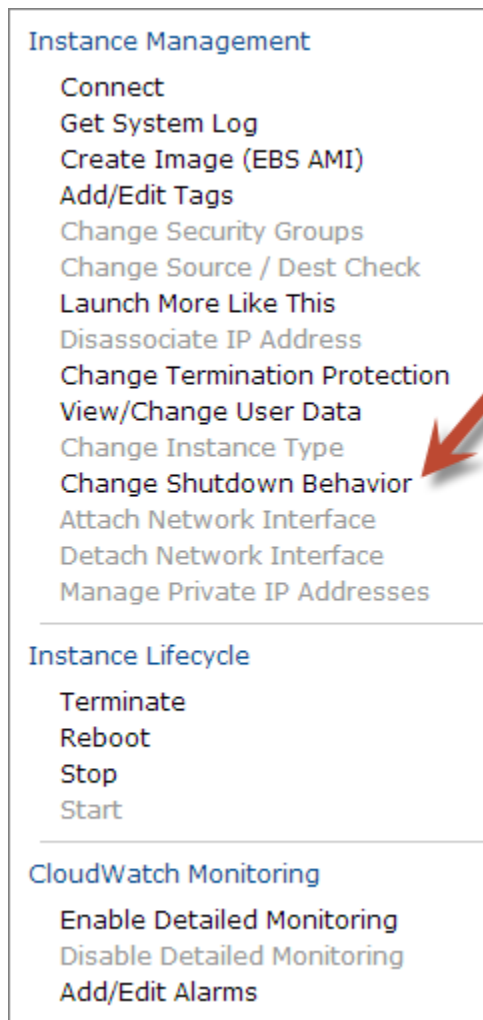 Instance Management
Connect
Get System Log
Create Image (EBS AMI)
Add/Edit Tags
Change Security Groups
Change Source / Dest Check
Launch More Like This
Disassociate IP Address
Change Termination Protection
View/Change User Data
Change Instance Type
Change Shutdown Behavior
Attach Network Interface
Detach Network Interface
Manage Private IP Addresses
Instance Lifecycle
Terminate
Reboot
Stop
Start
CloudWatch Monitoring
Enable Detailed Monitoring
Disable Detailed Monitoring
Add/Edit Alarms